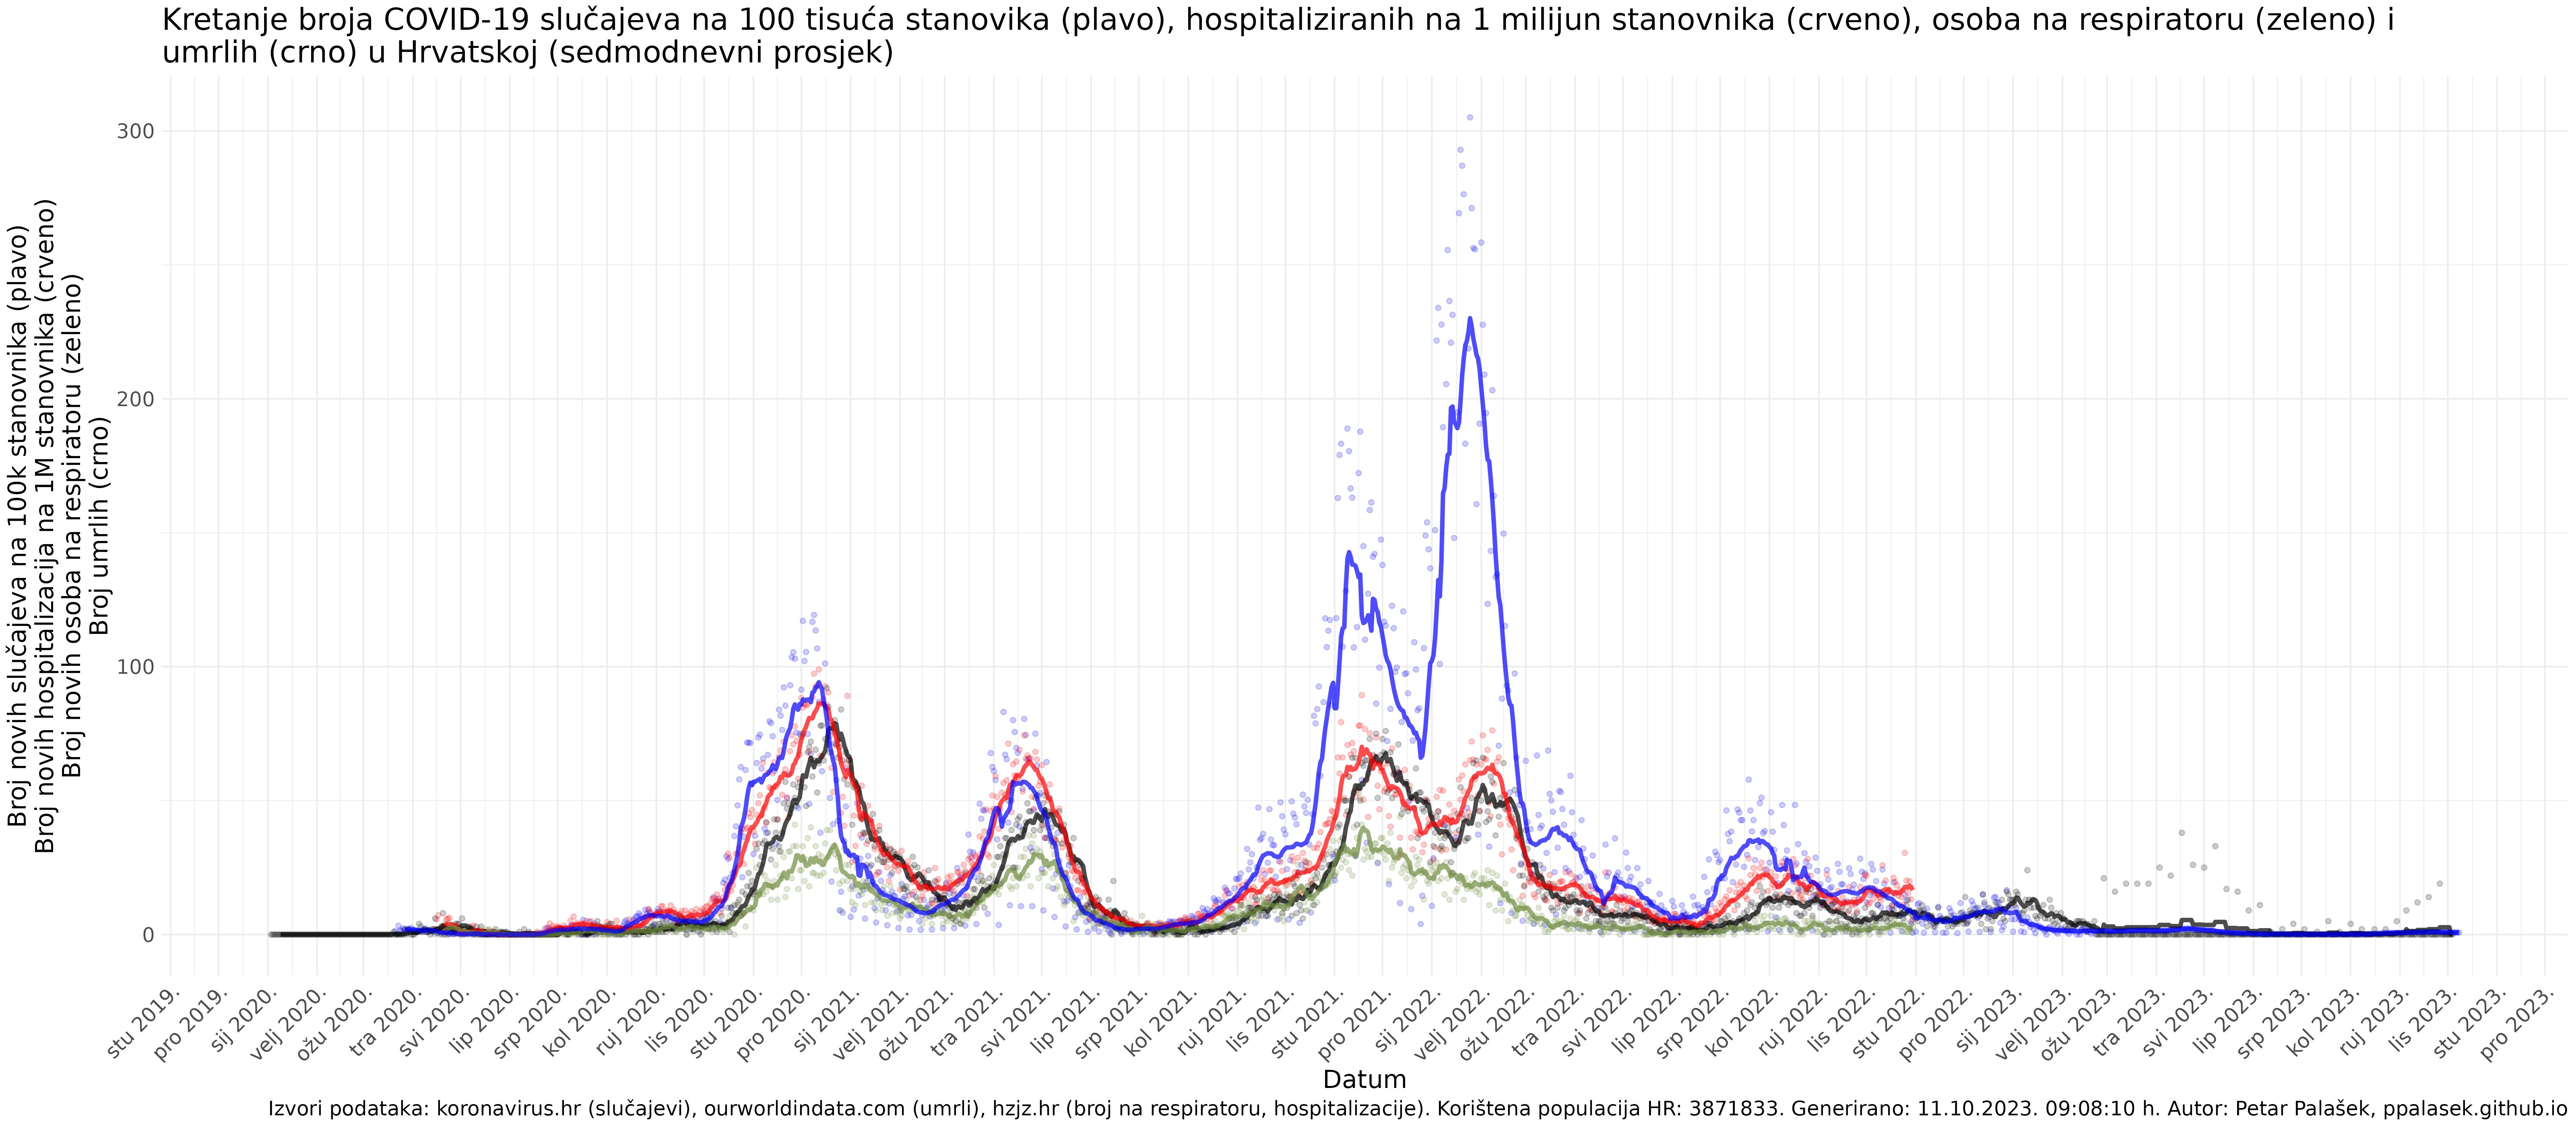 Kretanje broja COVID-19 slučajeva na 100 tisuća stanovika (plavo), hospitaliziranih na 1 milijun stanovnika (crveno), osoba na respiratoru (zeleno) i
umrlih (crno) u Hrvatskoj (sedmodnevni prosjek)
Broj novih slučajeva na 100k stanovnika (plavo)
Broj novih hospitalizacija na 1M stanovnika (crveno)
Broj novih osoba na respiratoru (zeleno)
Broj umrlih (crno)
300
200
100
0
stu 2019.
pro 2019.
sij 2020.
velj 2020.
ožu 2020.
tra 2020.
svi 2020.
lip 2020.
srp 2020.
kol 2020.
ruj 2020.
lis 2020.
stu 2020.
pro 2020.
sij 2021.
velj 2021.
ožu 2021.
tra 2021.
svi 2021.
lip 2021.
srp 2021.
kol 2021.
ruj 2021.
lis 2021.
stu 2021.
pro 2021.
sij 2022.
velj 2022.
ožu 2022.
tra 2022.
svi 2022.
lip 2022.
srp 2022.
kol 2022.
ruj 2022.
lis 2022.
stu 2022.
pro 2022.
sij 2023.
velj 2023.
ožu 2023.
tra 2023.
svi 2023.
lip 2023.
srp 2023.
kol 2023.
ruj 2023.
lis 2023.
stu 2023.
pro 2023.
Datum
Izvori podataka: koronavirus.hr (slučajevi), ourworldindata.com (umrli), hzjz.hr (broj na respiratoru, hospitalizacije). Korištena populacija HR: 3871833. Generirano: 11.10.2023. 09:08:10 h. Autor: Petar Palašek, ppalasek.github.io